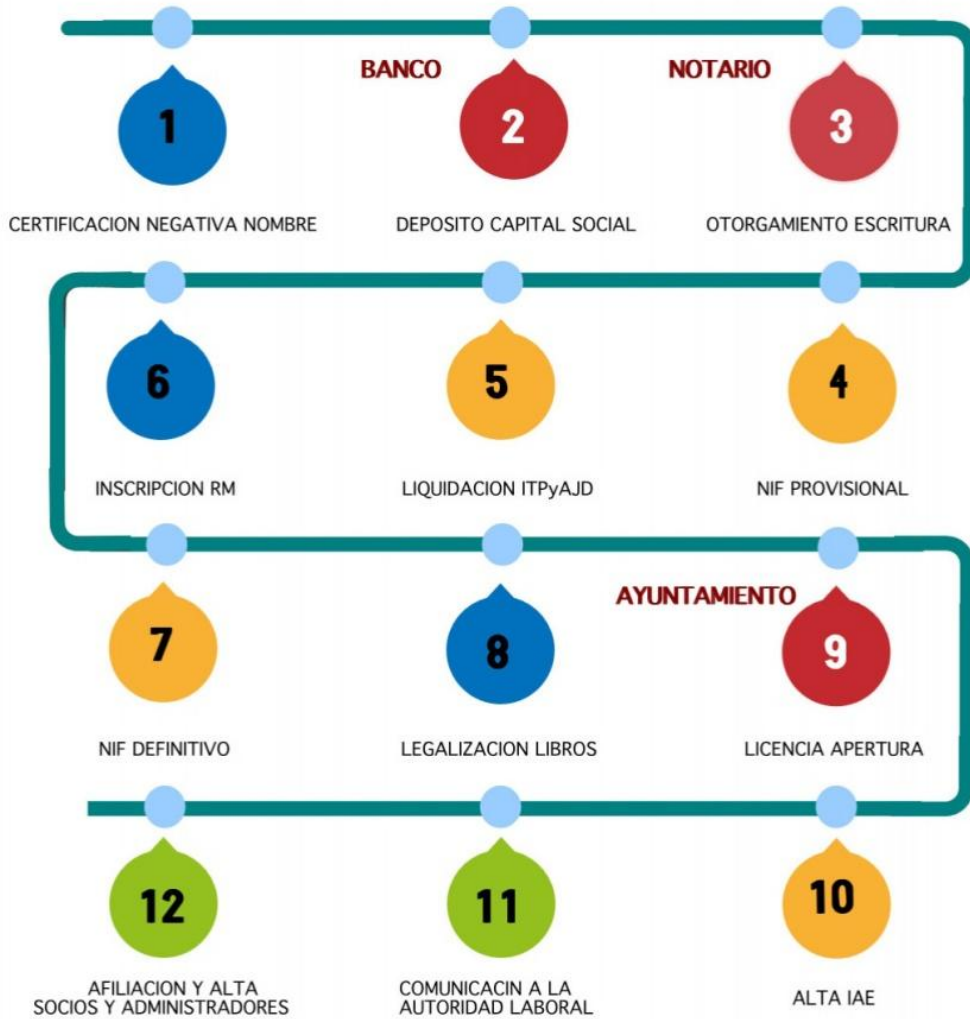 BANCO
NOTARIO
1
2
3
CERTIFICACION NEGATIVA NOMBRE
DEPOSITO CAPITAL SOCIAL
OTORGAMIENTO ESCRITURA
6
5
4
INSCRIPCION RM
LIQUIDACION ITPyAJD
NIF PROVISIONAL
AYUNTAMIENTO
7
8
9
NIF DEFINITIVO
LEGALIZACION LIBROS
LICENCIA APERTURA
12
11
10
AFILIACION Y ALTA
SOCIOS Y ADMINISTRADORES
COMUNICACIN A LA
AUTORIDAD LABORAL
ALTA IAE